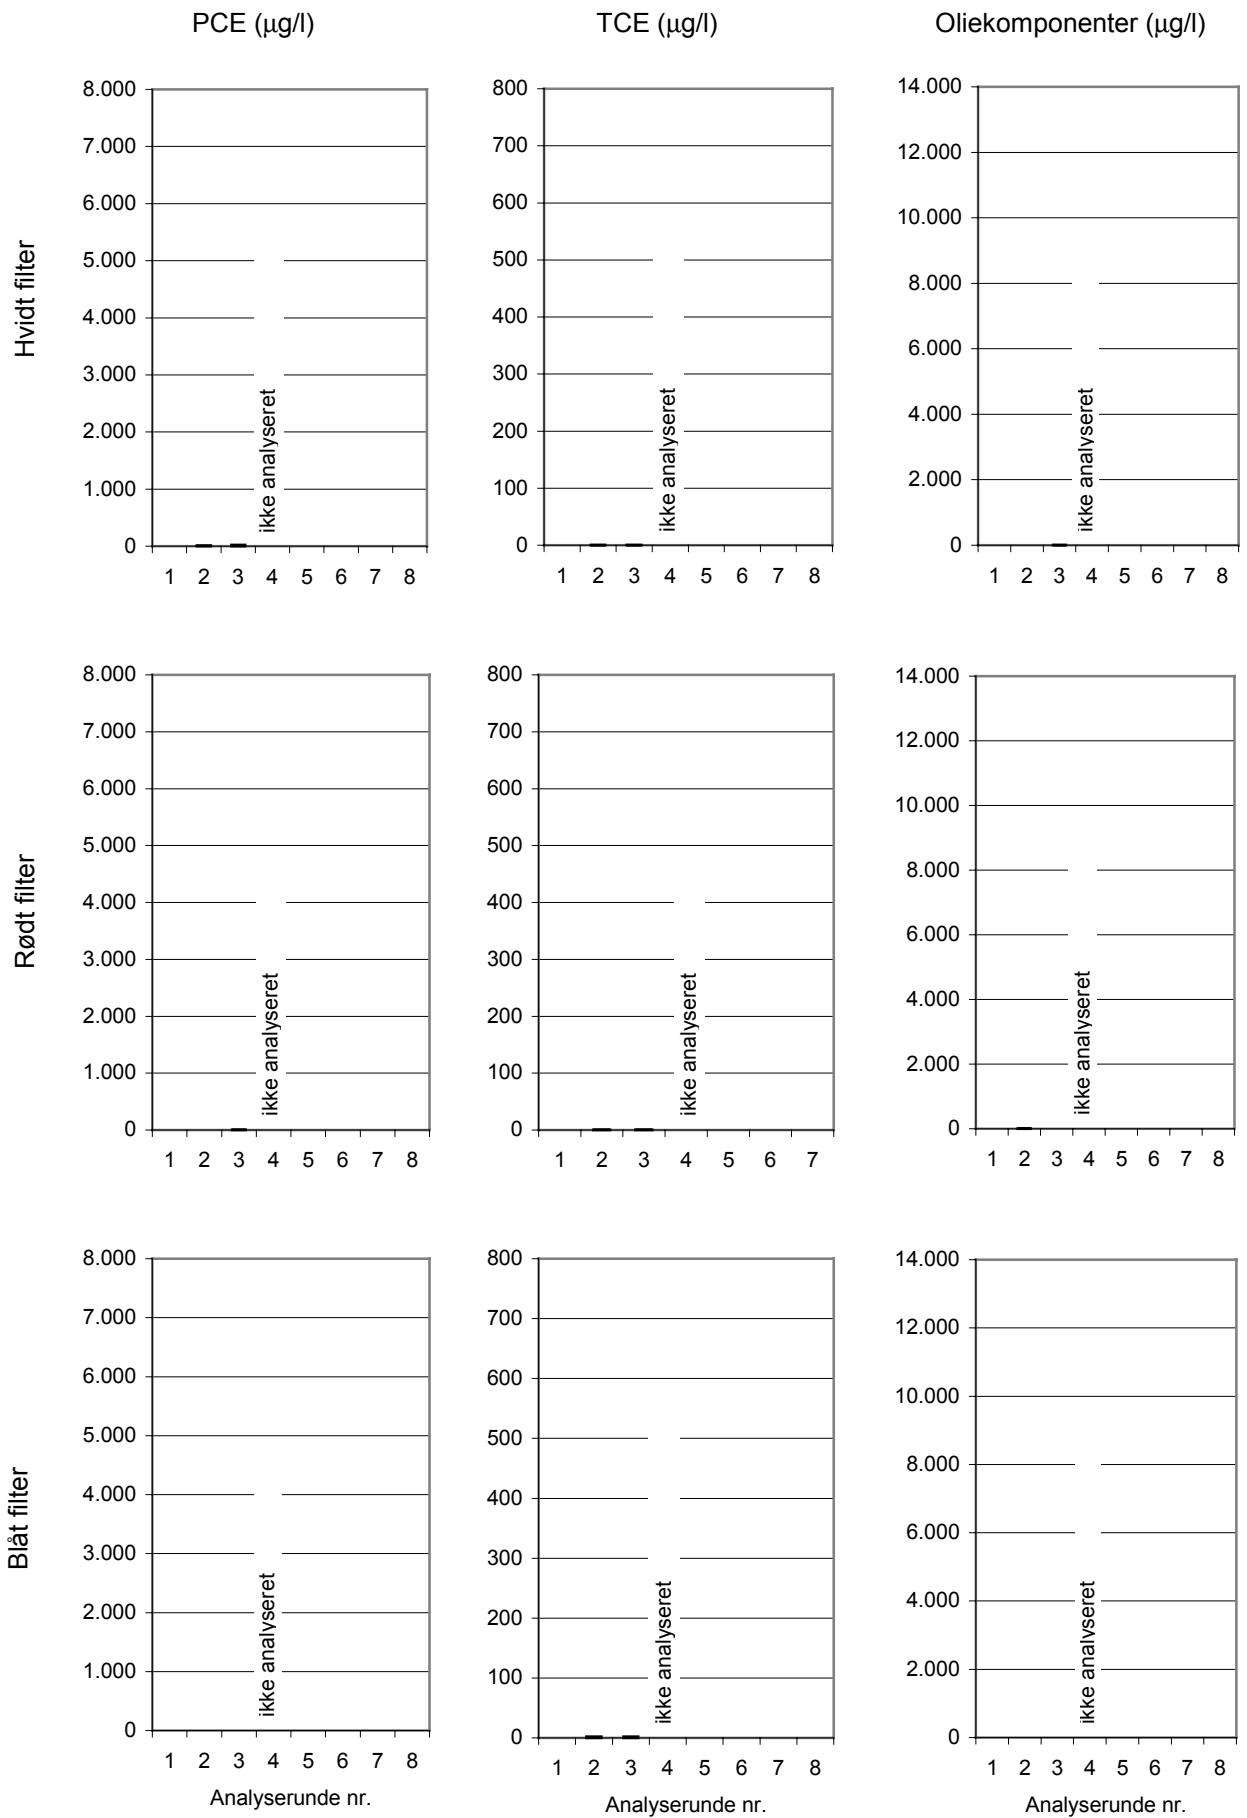 PCE (µg/l)
TCE (µg/l)
Oliekomponenter (µg/l)
Hvidt filter
8.000
7.000
6.000
5.000
4.000
3.000
2.000
1.000
0
ikke analyseret
1 2 3 4 5 6 7 8
800
700
600
500
400
300
200
100
0
ikke analyseret
1 2 3 4 5 6 7 8
14.000
12.000
10.000
8.000
6.000
4.000
2.000
0
ikke analyseret
1 2 3 4 5 6 7 8
Rødt filter
8.000
7.000
6.000
5.000
4.000
3.000
2.000
1.000
0
ikke analyseret
1 2 3 4 5 6 7 8
800
700
600
500
400
300
200
100
0
ikke analyseret
1 2 3 4 5 6 7
14.000
12.000
10.000
8.000
6.000
4.000
2.000
0
ikke analyseret
1 2 3 4 5 6 7 8
Blåt filter
8.000
7.000
6.000
5.000
4.000
3.000
2.000
1.000
0
ikke analyseret
1 2 3 4 5 6 7 8
Analyserunde nr.
800
700
600
500
400
300
200
100
0
ikke analyseret
1 2 3 4 5 6 7 8
Analyserunde nr.
14.000
12.000
10.000
8.000
6.000
4.000
2.000
0
ikke analyseret
1 2 3 4 5 6 7 8
Analyserunde nr.